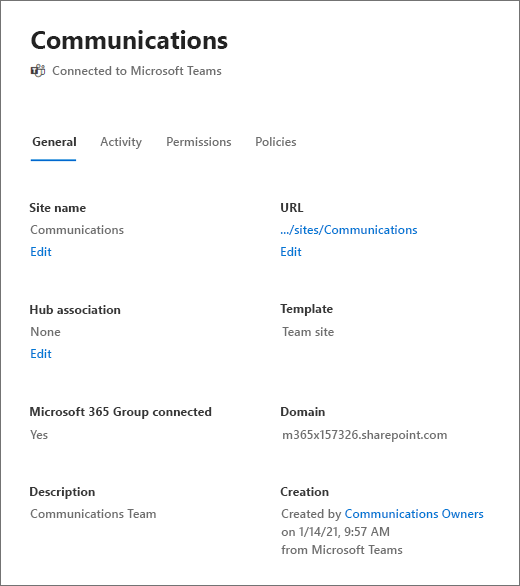 Communications
Connected to Microsoft Teams
General Activity Permissions Policies
Site name
Communications
Edit
URL
.../sites/Communications
Edit
Hub association
None
Edit
Template
Team site
Microsoft 365 Group connected
Yes
Domain
m365x157326.sharepoint.com
Description
Communications Team
Creation
Created by Communications Owners
on 1/14/21, 9:57 AM
from Microsoft Teams